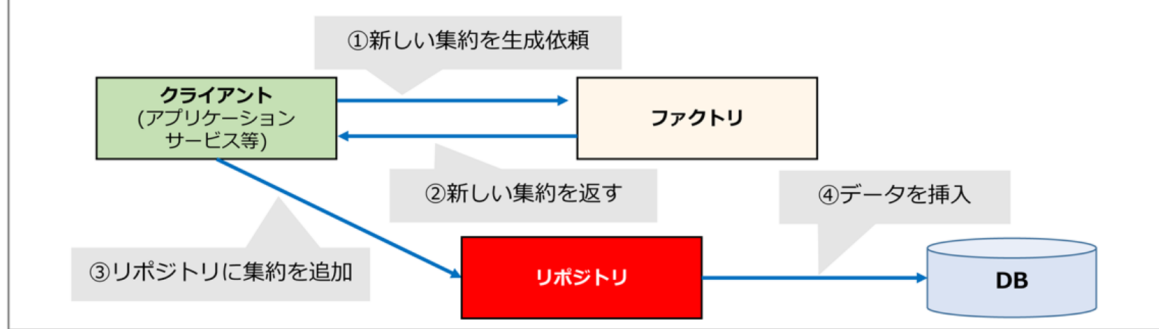 ①新しい集約を生成依頼
クライアント
(アプリケーション
サービス等)
ファクトリ
②新しい集約を返す
④データを挿入
③リポジトリに集約を追加
リポジトリ
DB